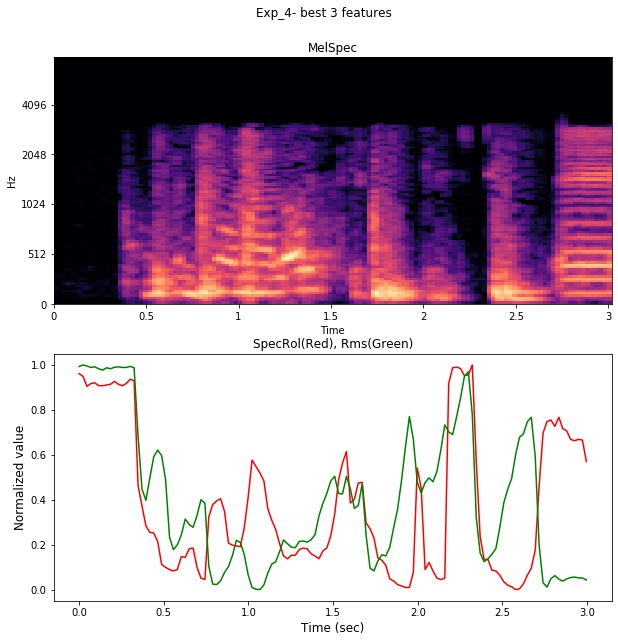 Exp_4- best 3 features
MelSpec
4096
2048
1024
512
0
Hz
0 0.5 1 1.5 2 2.5 3
Time
SpecRol(Red), Rms(Green)
1.0
0.8
0.6
0.4
0.2
0.0
Normalized value
0.0 0.5 1.0 1.5 2.0 2.5 3.0
Time (sec)